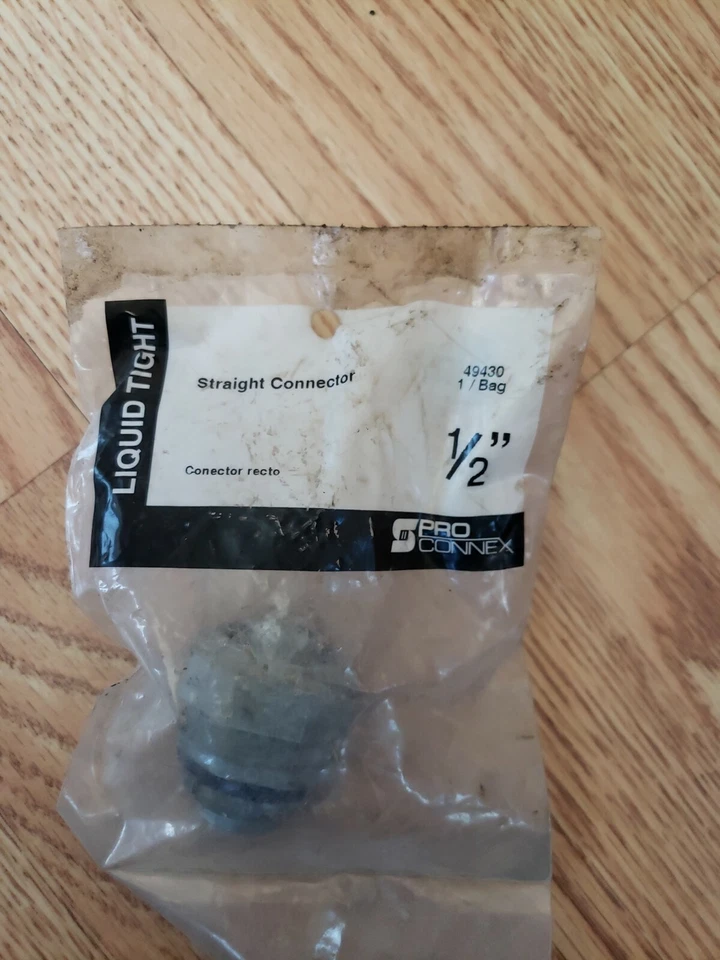 LIQUID TIGHT
Straight Connector
49430
1 / Bag
1/2”
Conector recto
PRO
CONNEX